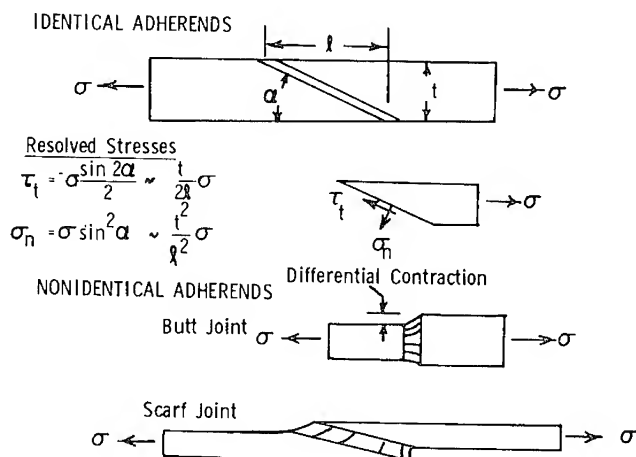 IDENTICAL ADHERENDS
ℓ
σ
α
t
σ
Resolved Stresses
τt = -σ sin 2α / 2 ~ t / 2ℓ σ
σn = σ sin² α ~ t² / ℓ² σ
τt
σn
σ
NONIDENTICAL ADHERENDS
Differential Contraction
Butt Joint
σ
σ
Scarf Joint
σ
σ